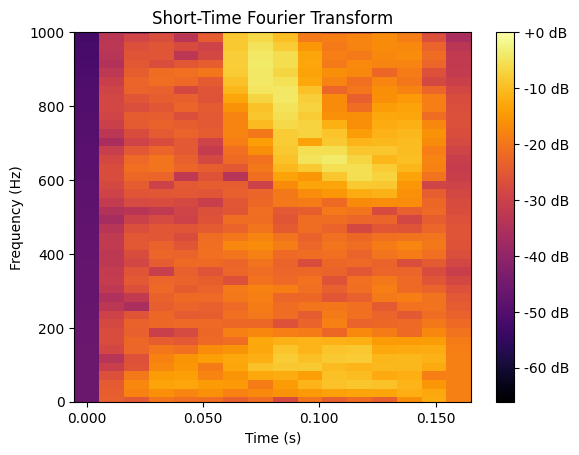 Short-Time Fourier Transform
1000
800
600
400
200
0
Frequency (Hz)
0.000
0.050
0.100
0.150
Time (s)
+0 dB
-10 dB
-20 dB
-30 dB
-40 dB
-50 dB
-60 dB